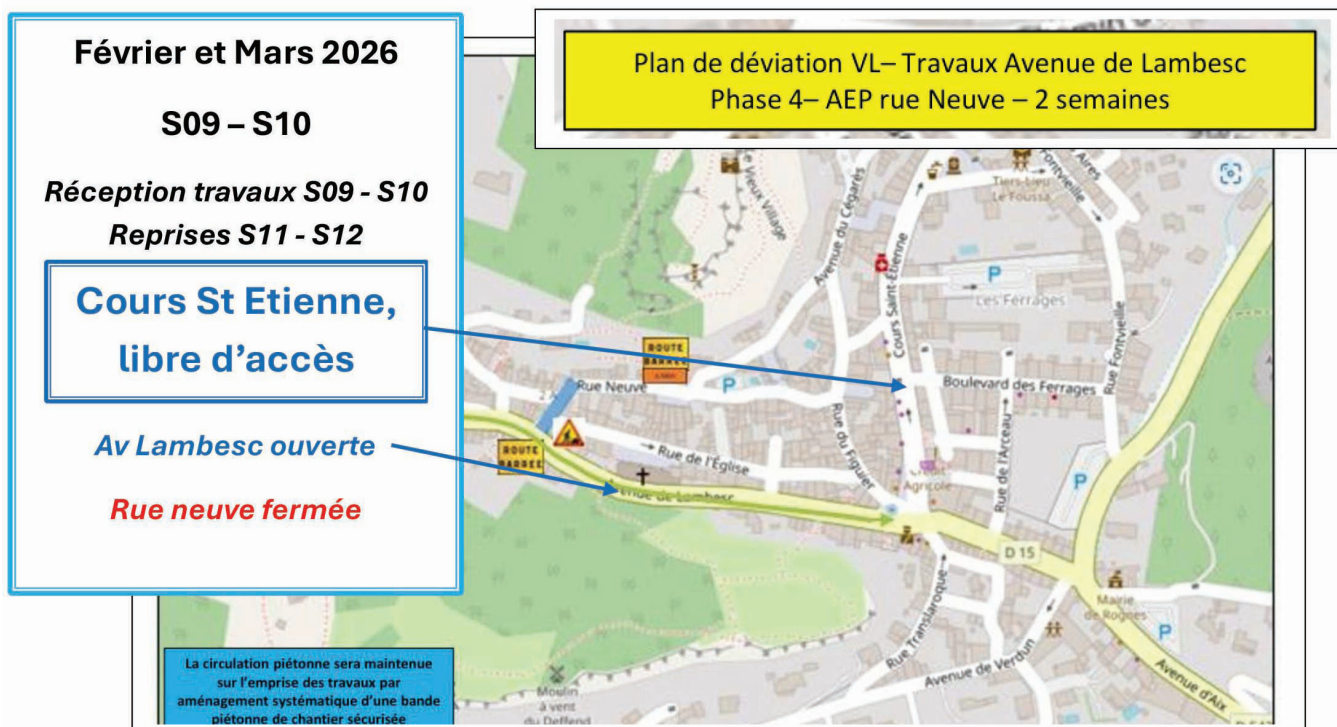 Février et Mars 2026
S09 – S10
Réception travaux S09 - S10
Reprises S11 - S12
Cours St Etienne,
libre d’accès
Av Lambesc ouverte
Rue neuve fermée
Plan de déviation VL– Travaux Avenue de Lambesc
Phase 4– AEP rue Neuve – 2 semaines
Le Vieux Village
Avenue du Cégarès
Tiers-Lieu
Le Foussa
Fontvieille
Aires
P
Les Ferrages
Cours Saint-Étienne
ROUTE
BARRÉE
Rue Neuve
P
Boulevard des Ferrages
Rue Fontvieille
ROUTE
BARRÉE
Rue de l'Église
Rue du Figuier
Crédit
Agricole
Rue de l'Arceau
P
Avenue de Lambesc
D 15
Mairie
de Rognes
P
Rue Translaroque
Avenue de Verdun
Avenue d'Aix
Moulin
à vent
du Deffend
La circulation piétonne sera maintenue
sur l’emprise des travaux par
aménagement systématique d’une bande
piétonne de chantier sécurisée